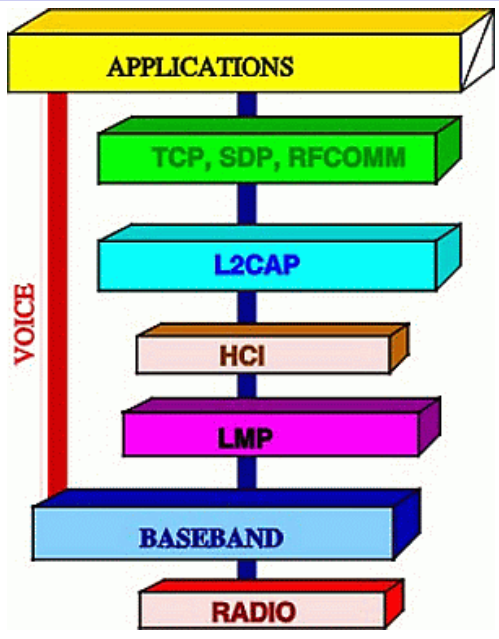 APPLICATIONS
TCP, SDP, RFCOMM
L2CAP
VOICE
HCI
LMP
BASEBAND
RADIO